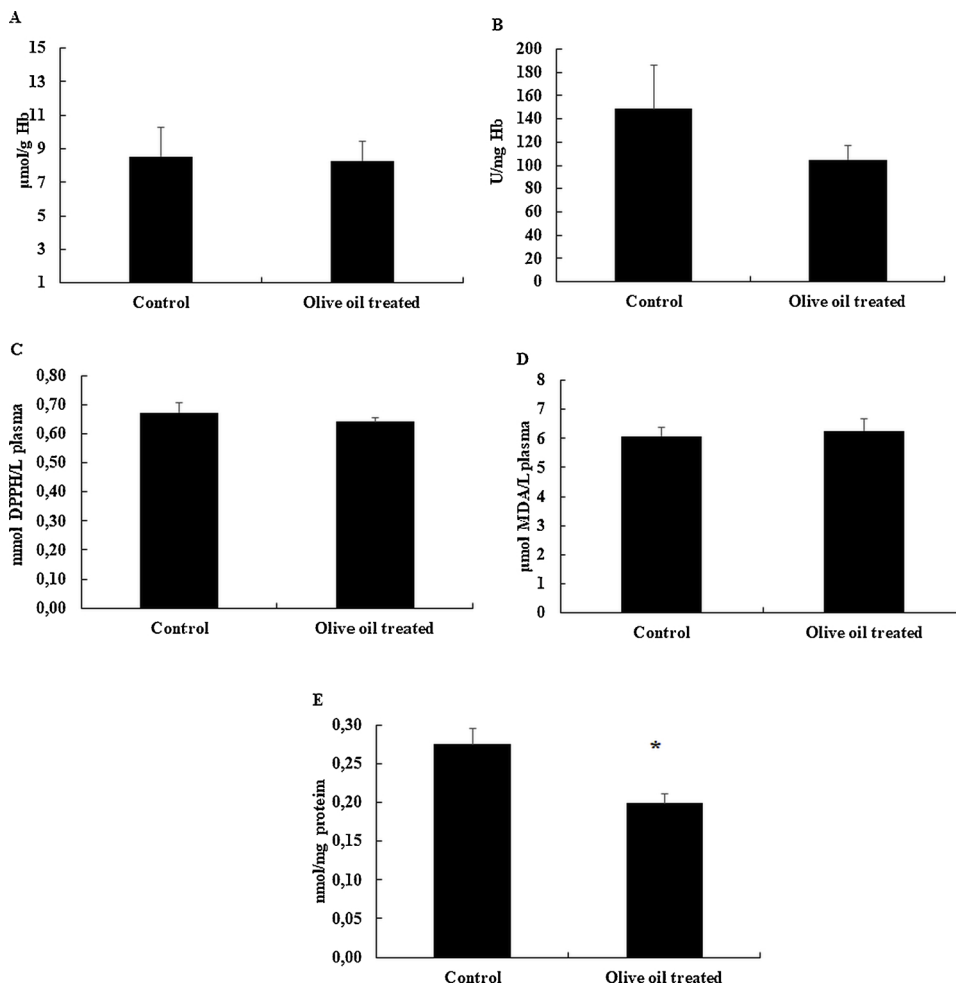 A
15
13
11
9
7
5
3
1
µmol/g Hb
Control
Olive oil treated
B
200
180
160
140
120
100
80
60
40
20
0
U/mg Hb
Control
Olive oil treated
C
0,80
0,70
0,60
0,50
0,40
0,30
0,20
0,10
0,00
mmol DPPH/L plasma
Control
Olive oil treated
D
8
7
6
5
4
3
2
1
0
µmol MDA/L plasma
Control
Olive oil treated
E
0,30
0,25
0,20
0,15
0,10
0,05
0,00
nmol/mg proteim
*
Control
Olive oil treated